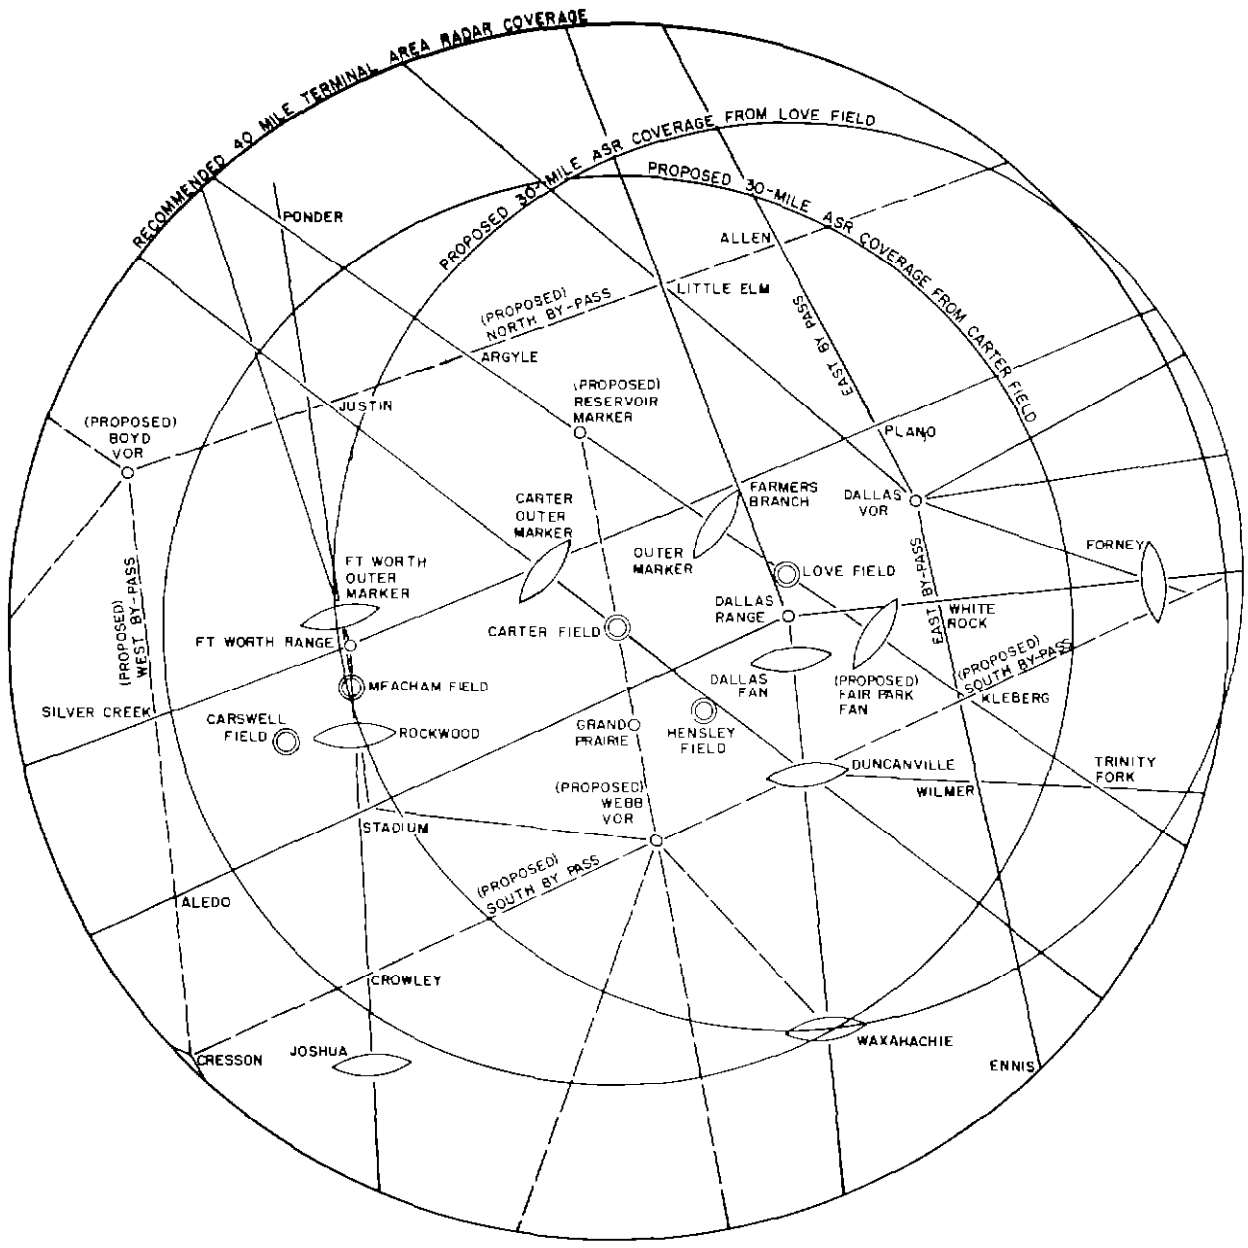 RECOMMENDED 40 MILE TERMINAL AREA RADAR COVERAGE
PROPOSED 30-MILE ASR COVERAGE FROM LOVE FIELD
PROPOSED 30-MILE ASR COVERAGE FROM CARTER FIELD
PONDER
ALLEN
LITTLE ELM
(PROPOSED)
NORTH BY-PASS
EAST BY PASS
ARGYLE
JUSTIN
(PROPOSED)
RESERVOIR
MARKER
(PROPOSED)
BOYD
VOR
PLANO
CARTER
OUTER
MARKER
FARMERS
BRANCH
DALLAS
VOR
OUTER
MARKER
FORNEY
FT WORTH
OUTER
MARKER
LOVE FIELD
EAST BY-PASS
DALLAS
RANGE
WHITE
ROCK
(PROPOSED)
WEST BY-PASS
FT WORTH RANGE
CARTER FIELD
(PROPOSED)
SOUTH BY-PASS
DALLAS
FAN
(PROPOSED)
FAIR PARK
FAN
KLEBERG
MEACHAM FIELD
SILVER CREEK
CARSWELL
FIELD
ROCKWOOD
GRAND
PRAIRIE
HENSLEY
FIELD
DUNCANVILLE
WILMER
TRINITY
FORK
(PROPOSED)
WEBB
VOR
STADIUM
(PROPOSED)
SOUTH BY PASS
ALEDO
CROWLEY
CRESSON
JOSHUA
WAXAHACHIE
ENNIS